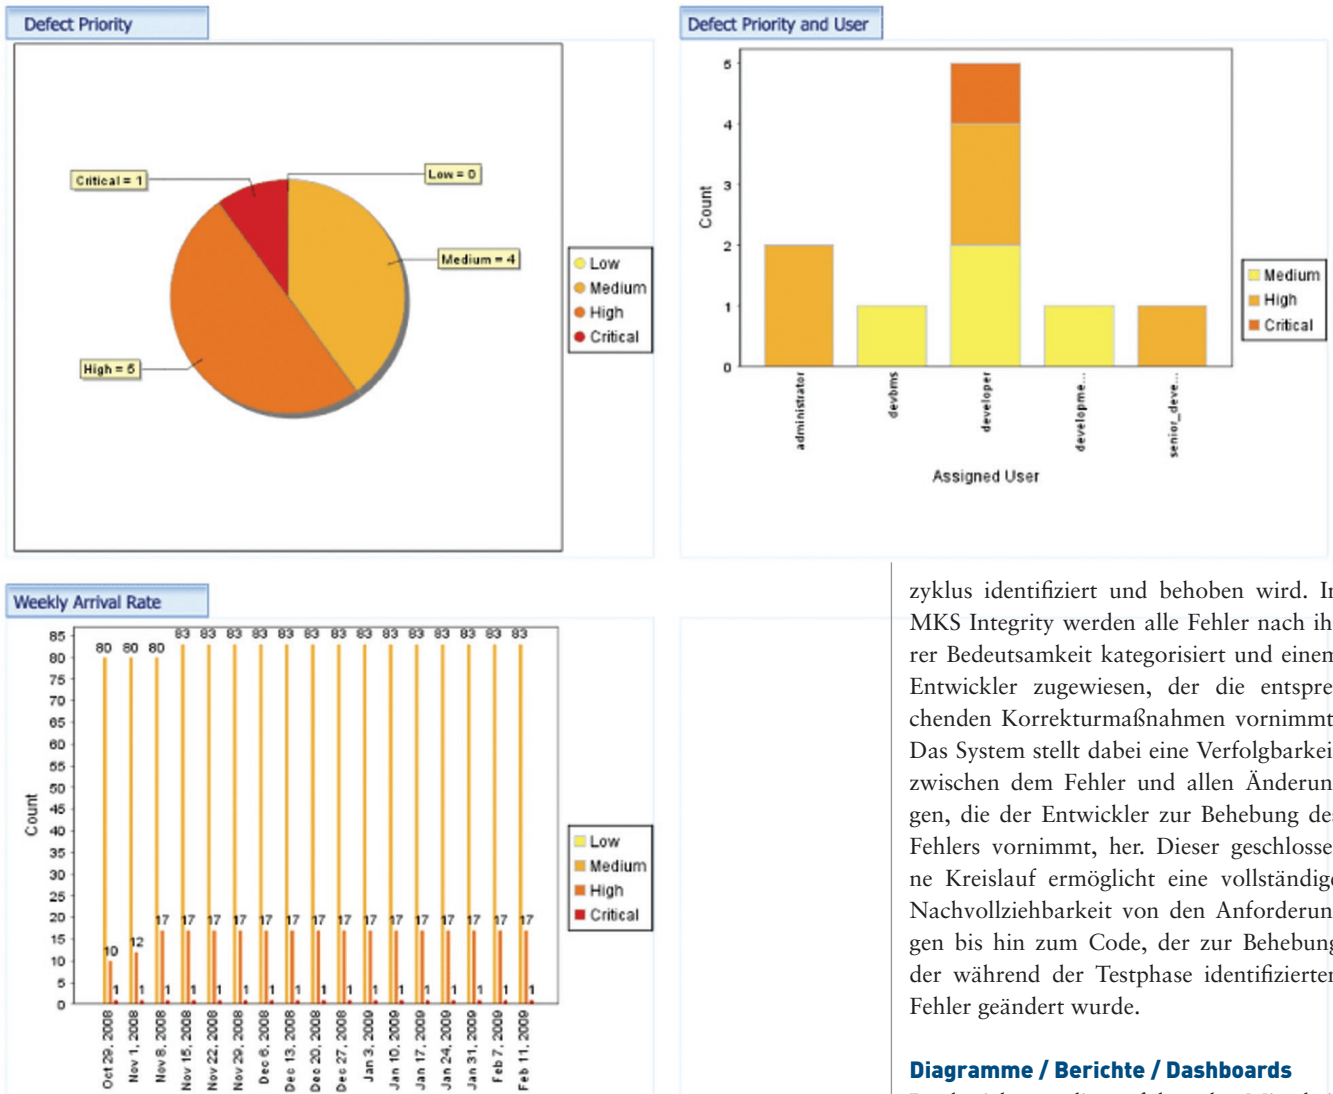 Defect Priority
Critical = 1
Low = 0
Medium = 4
High = 5
Low
Medium
High
Critical
Defect Priority and User
5
4
3
2
1
0
Count
administrator
devbms
developer
developme...
senior_deve...
Assigned User
Medium
High
Critical
Weekly Arrival Rate
85
80
75
70
65
60
55
50
45
40
35
30
25
20
15
10
5
0
Count
80 80 80 83 83 83 83 83 83 83 83 83 83 83 83 83 83
10 12 17 17 17 17 17 17 17 17 17 17 17 17 17 17 17
1 1 1 1 1 1 1 1 1 1 1 1 1 1 1 1 1
Oct 29, 2008
Nov 1, 2008
Nov 8, 2008
Nov 15, 2008
Nov 22, 2008
Nov 29, 2008
Dec 6, 2008
Dec 13, 2008
Dec 20, 2008
Dec 27, 2008
Jan 3, 2009
Jan 10, 2009
Jan 17, 2009
Jan 24, 2009
Jan 31, 2009
Feb 7, 2009
Feb 11, 2009
Low
Medium
High
Critical
zyklus identifiziert und behoben wird. In
MKS Integrity werden alle Fehler nach ih
rer Bedeutsamkeit kategorisiert und einem
Entwickler zugewiesen, der die entspre
chenden Korrekturmaßnahmen vornimmt.
Das System stellt dabei eine Verfolgbarkei
zwischen dem Fehler und allen Änderun
gen, die der Entwickler zur Behebung des
Fehlers vornimmt, her. Dieser geschlosse
ne Kreislauf ermöglicht eine vollständige
Nachvollziehbarkeit von den Anforderun
gen bis hin zum Code, der zur Behebung
der während der Testphase identifizierten
Fehler geändert wurde.
Diagramme / Berichte / Dashboards